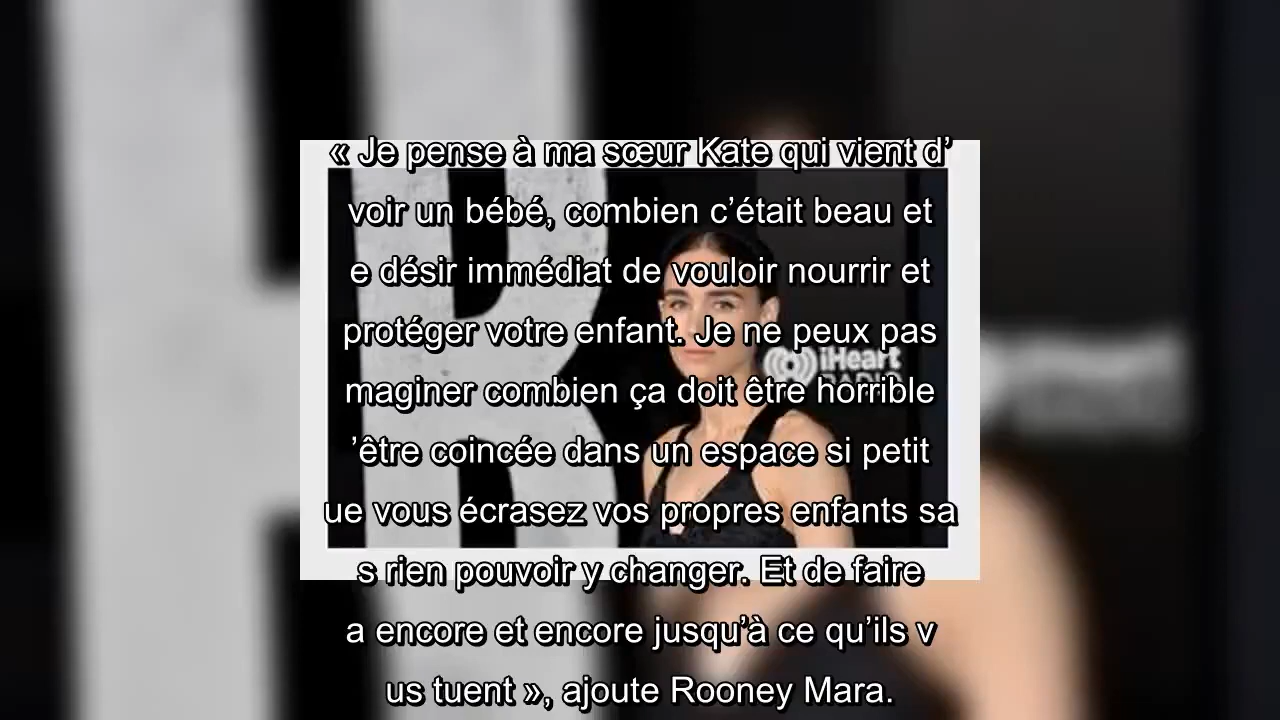 « Je pense à ma sœur Kate qui vient d’
voir un bébé, combien c’était beau et
e désir immédiat de vouloir nourrir et
protéger votre enfant. Je ne peux pas
maginer combien ça doit être horrible
’être coincée dans un espace si petit
ue vous écrasez vos propres enfants sa
s rien pouvoir y changer. Et de faire
a encore et encore jusqu’à ce qu’ils v
us tuent », ajoute Rooney Mara.
iHeart
RADIO